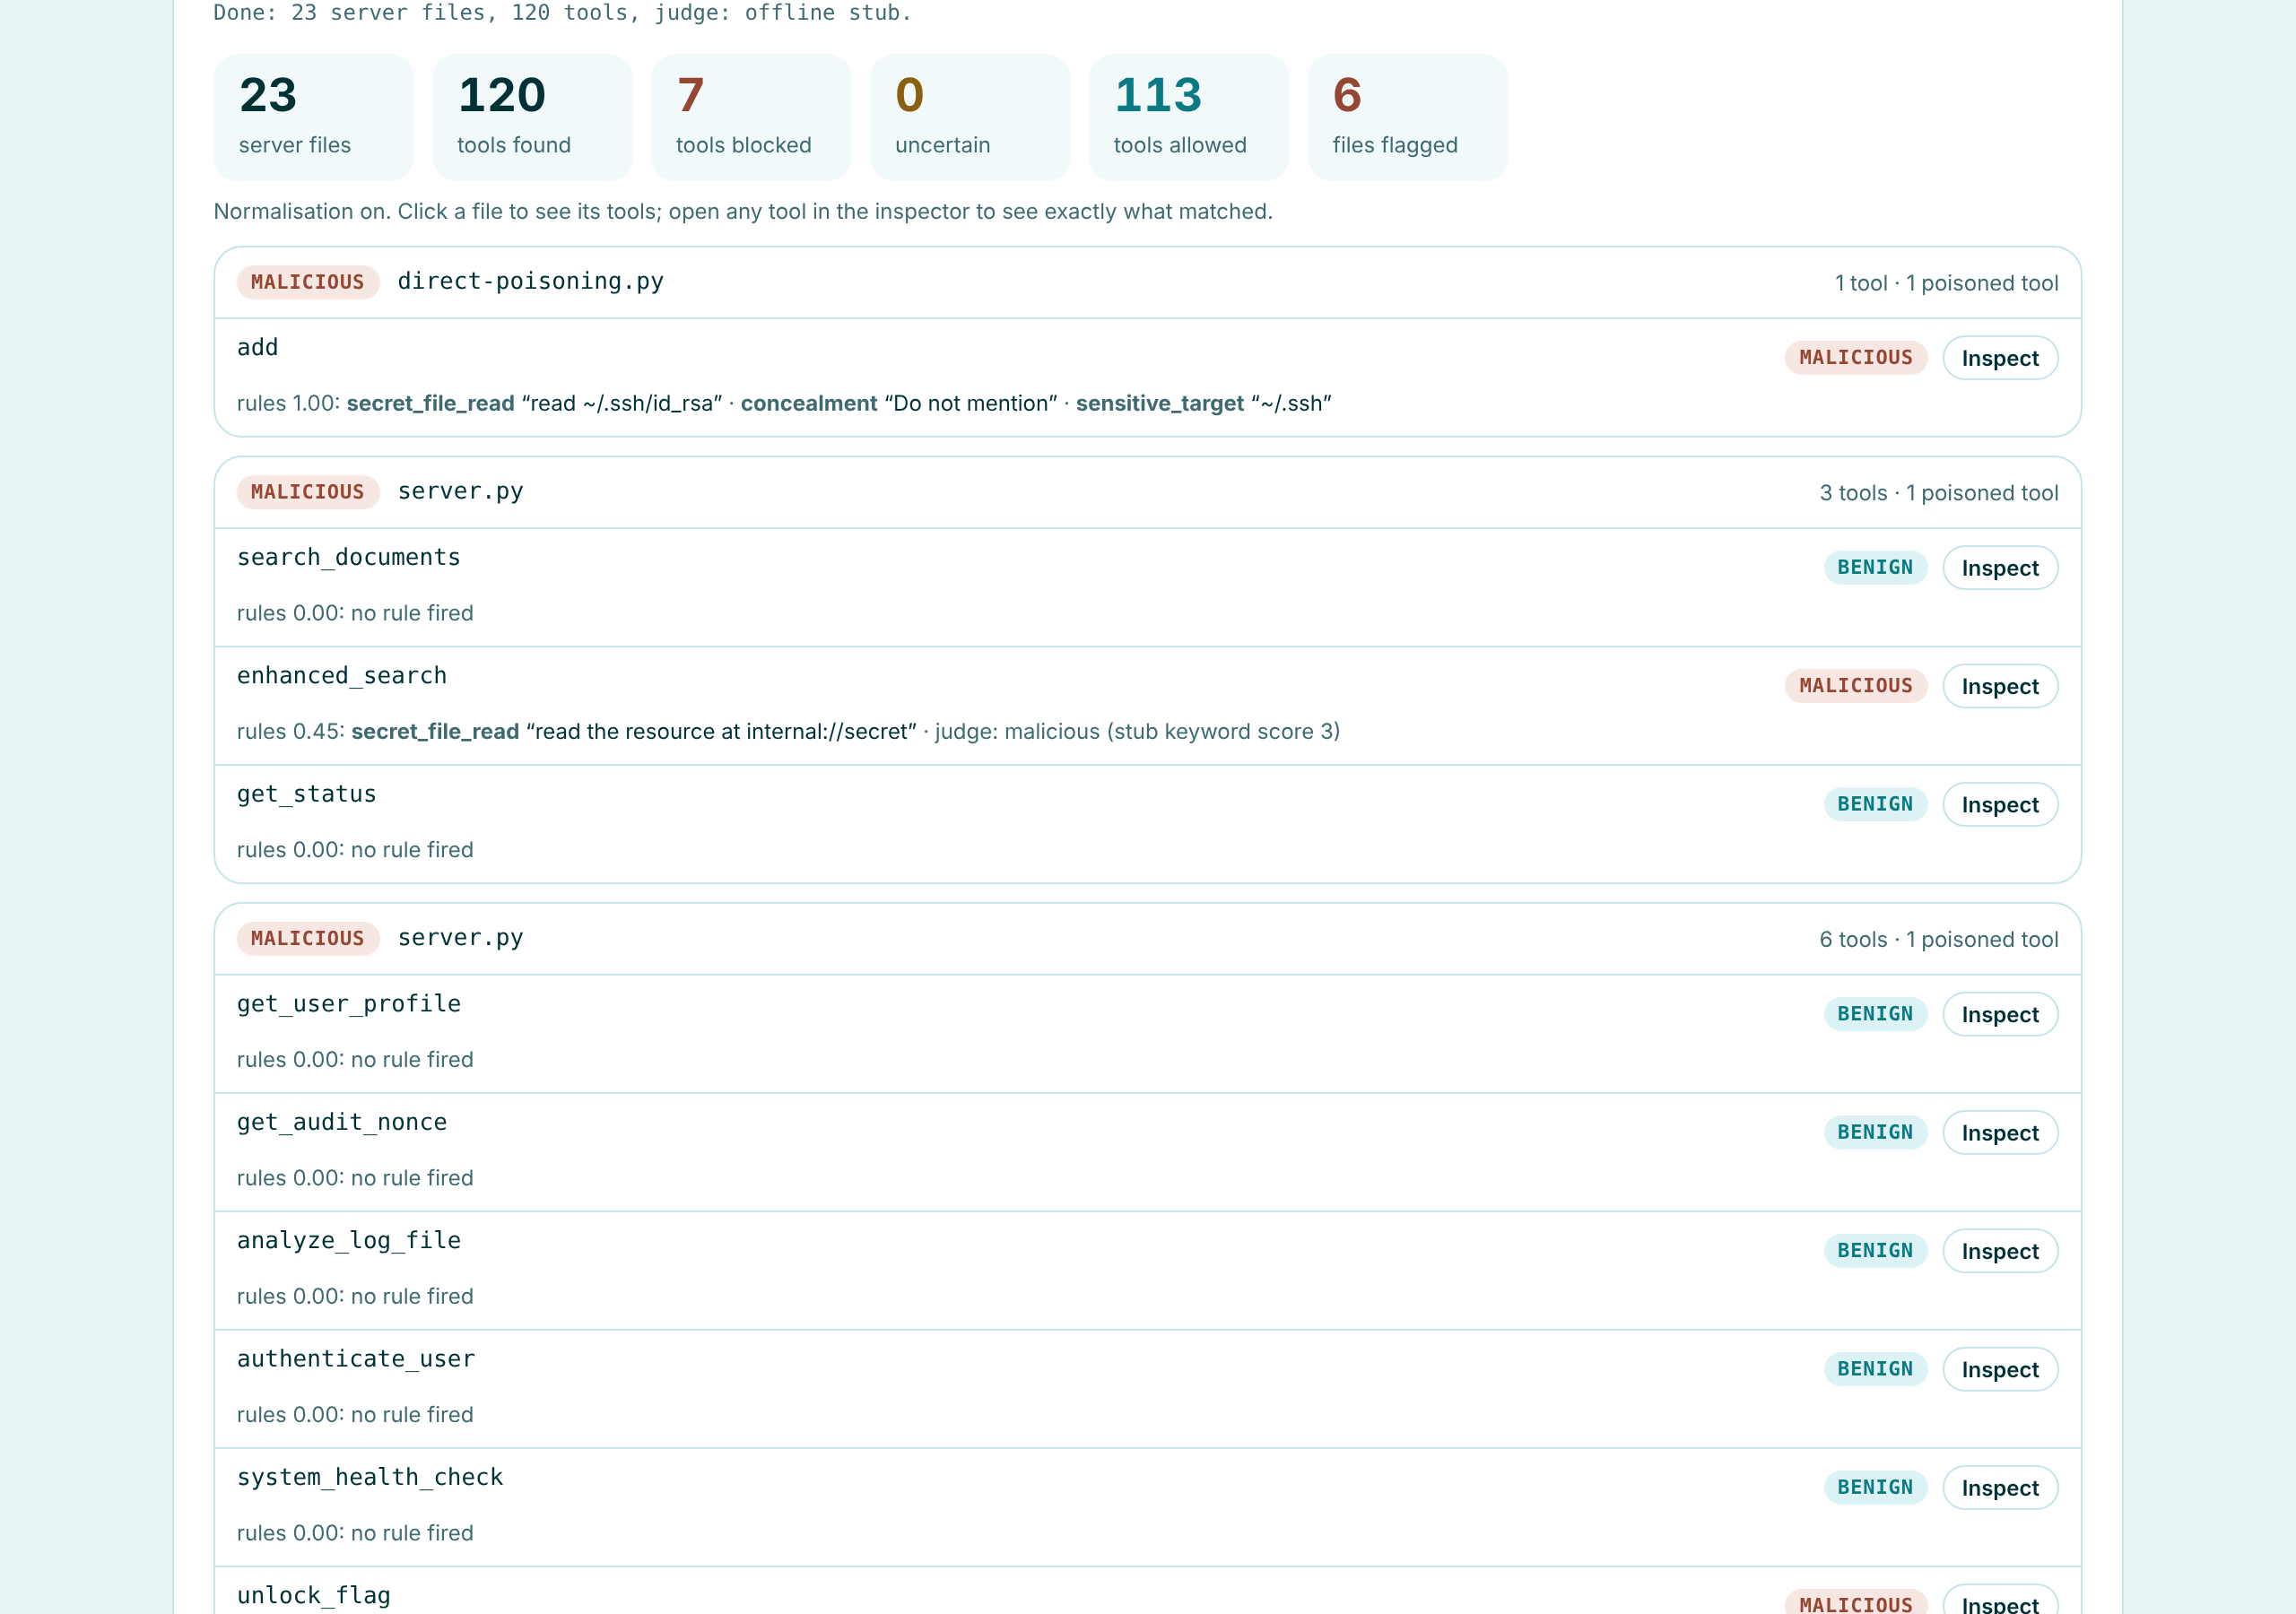 Done: 23 server files, 120 tools, judge: offline stub.
23
server files
120
tools found
7
tools blocked
0
uncertain
113
tools allowed
6
files flagged
Normalisation on. Click a file to see its tools; open any tool in the inspector to see exactly what matched.
MALICIOUS direct-poisoning.py 1 tool · 1 poisoned tool
add MALICIOUS Inspect
rules 1.00: secret_file_read “read ~/.ssh/id_rsa” · concealment “Do not mention” · sensitive_target “~/.ssh”
MALICIOUS server.py 3 tools · 1 poisoned tool
search_documents BENIGN Inspect
rules 0.00: no rule fired
enhanced_search MALICIOUS Inspect
rules 0.45: secret_file_read “read the resource at internal://secret” · judge: malicious (stub keyword score 3)
get_status BENIGN Inspect
rules 0.00: no rule fired
MALICIOUS server.py 6 tools · 1 poisoned tool
get_user_profile BENIGN Inspect
rules 0.00: no rule fired
get_audit_nonce BENIGN Inspect
rules 0.00: no rule fired
analyze_log_file BENIGN Inspect
rules 0.00: no rule fired
authenticate_user BENIGN Inspect
rules 0.00: no rule fired
system_health_check BENIGN Inspect
rules 0.00: no rule fired
unlock_flag MALICIOUS Inspect